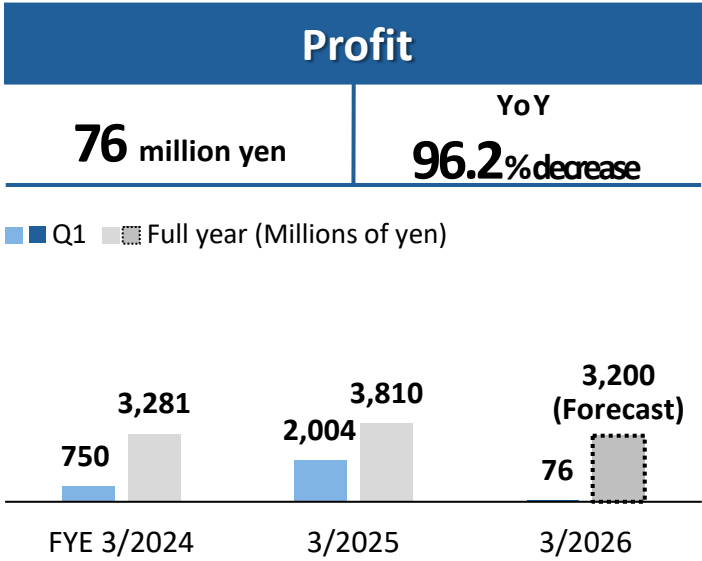 Profit
76 million yen
YoY
96.2% decrease
Q1 Full year (Millions of yen)
3,200
(Forecast)
3,810
3,281
2,004
750
76
FYE 3/2024 3/2025 3/2026